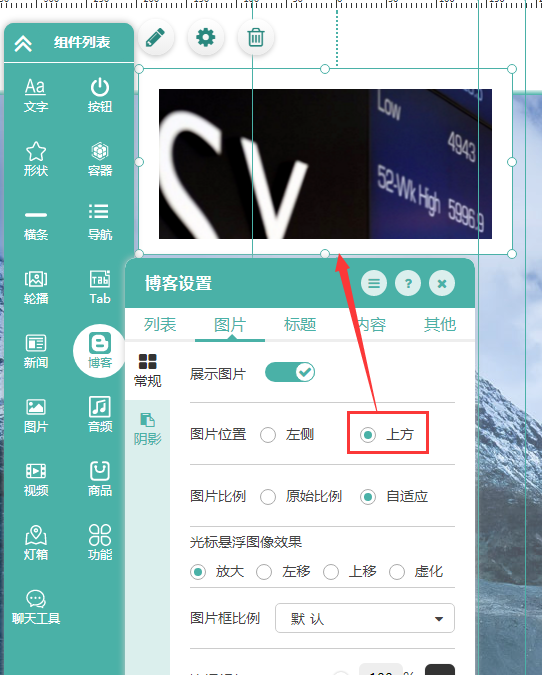 组件列表
Aa
文字
按钮
形状
容器
横条
导航
轮播
Tab
Tab
新闻
博客
图片
音频
视频
商品
灯箱
功能
聊天工具
Low
4943
52-Wk High
5996.9
博客设置
?
列表
图片
标题
内容
其他
常规
阴影
展示图片
图片位置
左侧
上方
图片比例
原始比例
自适应
光标悬浮图像效果
放大
左移
上移
虚化
图片框比例
默 认